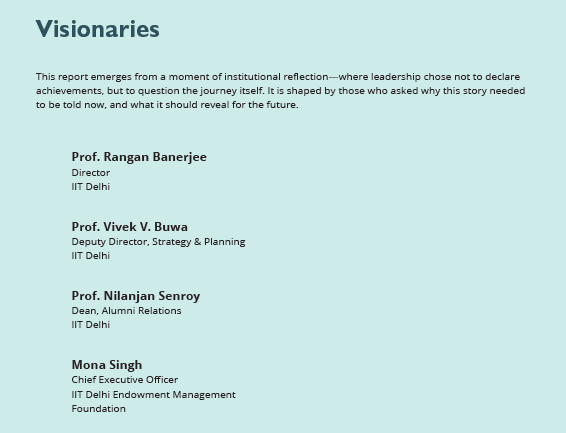 Visionaries
This report emerges from a moment of institutional reflection—where leadership chose not to declare
achievements, but to question the journey itself. It is shaped by those who asked why this story needed
to be told now, and what it should reveal for the future.
Prof. Rangan Banerjee
Director
IIT Delhi
Prof. Vivek V. Buwa
Deputy Director, Strategy & Planning
IIT Delhi
Prof. Nilanjan Senroy
Dean, Alumni Relations
IIT Delhi
Mona Singh
Chief Executive Officer
IIT Delhi Endowment Management
Foundation